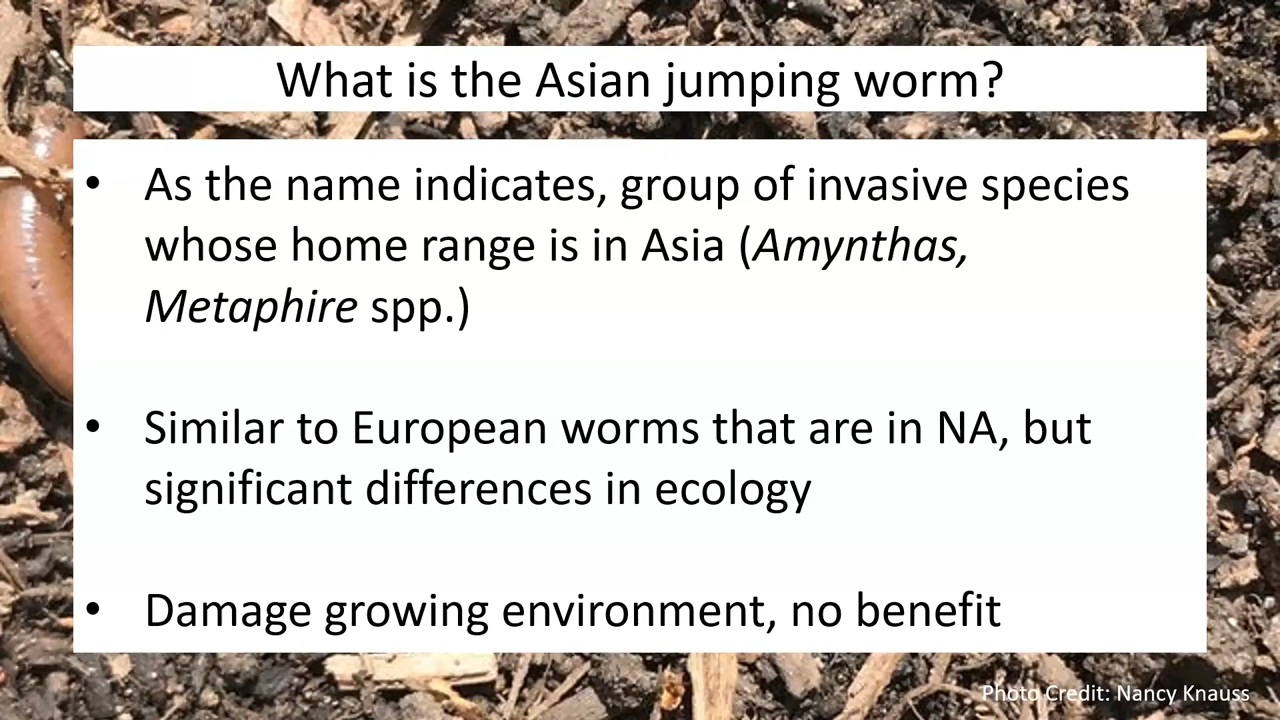 What is the Asian jumping worm?
• As the name indicates, group of invasive species
whose home range is in Asia (Amynthas,
Metaphire spp.)
• Similar to European worms that are in NA, but
significant differences in ecology
• Damage growing environment, no benefit
Photo Credit: Nancy Knauss